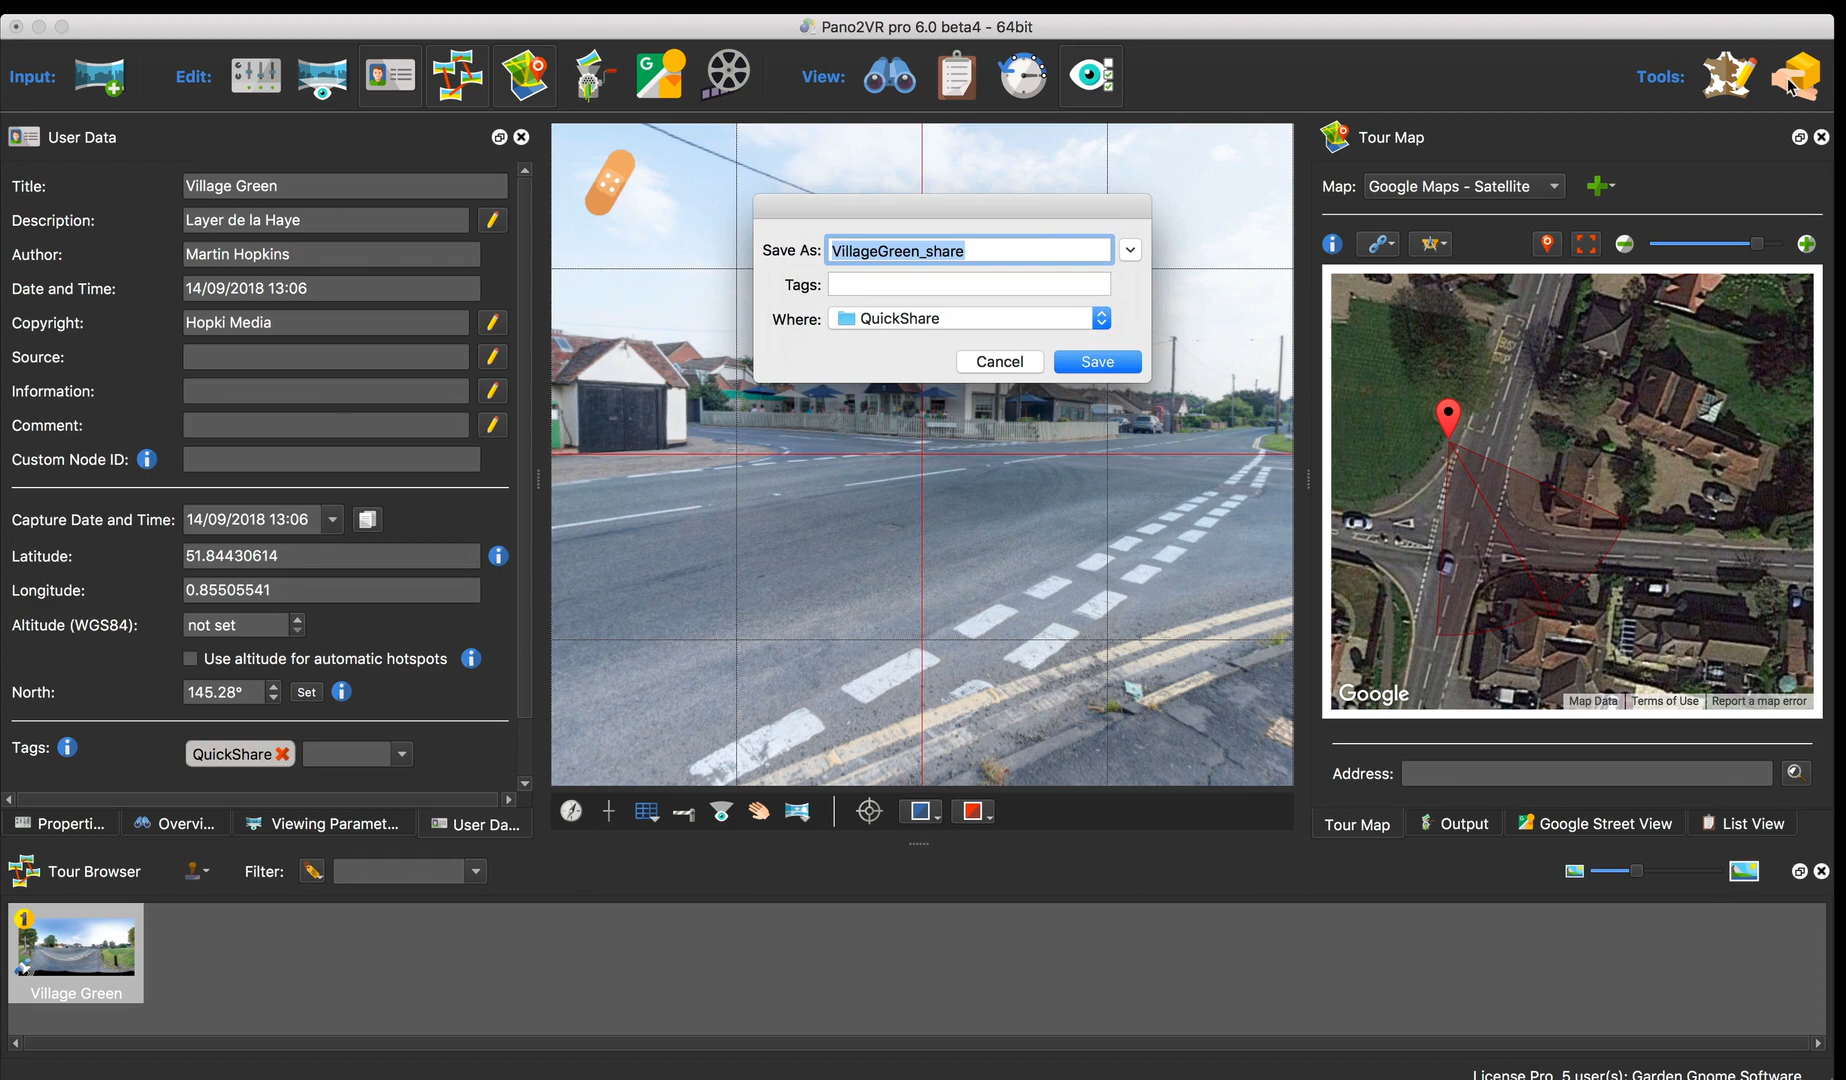 Pano2VR pro 6.0 beta4 - 64bit
Input:
Edit:
View:
Tools:
User Data
Title: Village Green
Description: Layer de la Haye
Author: Martin Hopkins
Date and Time: 14/09/2018 13:06
Copyright: Hopki Media
Source:
Information:
Comment:
Custom Node ID:
Capture Date and Time: 14/09/2018 13:06
Latitude: 51.84430614
Longitude: 0.85505541
Altitude (WGS84): not set
Use altitude for automatic hotspots
North: 145.28° Set
Tags: QuickShare
Properti...
Overvi...
Viewing Paramet...
User Da...
Save As: VillageGreen_share
Tags:
Where: QuickShare
Cancel
Save
Tour Map
Map: Google Maps - Satellite
Google
Map Data
Terms of Use
Report a map error
Address:
Tour Map
Output
Google Street View
List View
Tour Browser
Filter:
1
Village Green
License Pro, 5 user(s): Garden Gnome Software